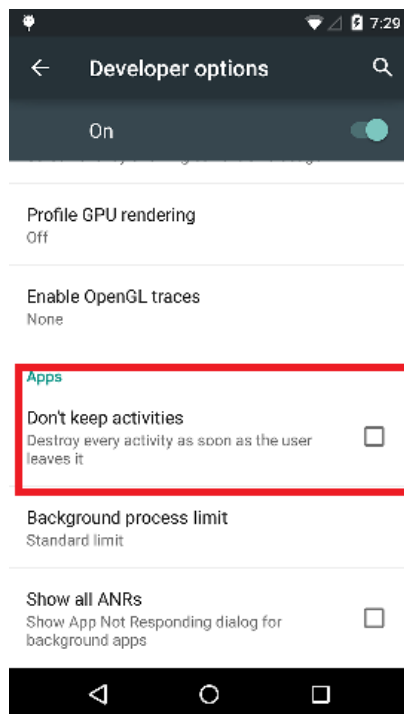 7:29
Developer options
On
Profile GPU rendering
Off
Enable OpenGL traces
None
Apps
Don't keep activities
Destroy every activity as soon as the user
leaves it
Background process limit
Standard limit
Show all ANRs
Show App Not Responding dialog for
background apps